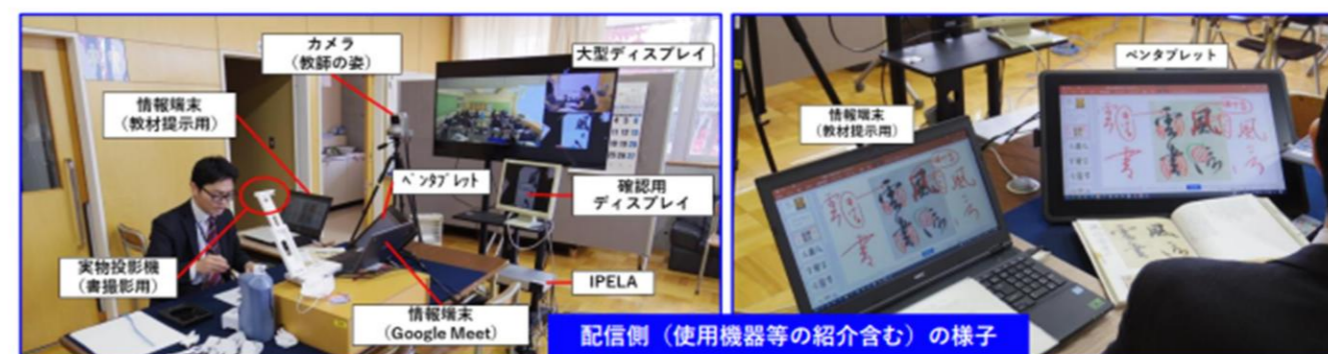 カメラ
（教師の姿）
大型ディスプレイ
情報端末
（教材提示用）
ペンタブレット
確認用
ディスプレイ
実物投影機
（書撮影用）
IPELA
情報端末
（Google Meet）
ペンタブレット
情報端末
（教材提示用）
配信側（使用機器等の紹介含む）の様子